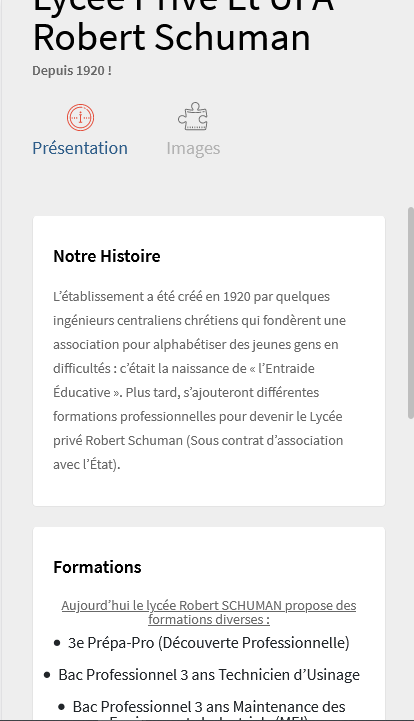 Lycée Privé Et UFA
Robert Schuman
Depuis 1920 !
Présentation
Images
Notre Histoire
L’établissement a été créé en 1920 par quelques
ingénieurs centraliens chrétiens qui fondèrent une
association pour alphabétiser des jeunes gens en
difficultés : c’était la naissance de « l’Entraide
Éducative ». Plus tard, s’ajouteront différentes
formations professionnelles pour devenir le Lycée
privé Robert Schuman (Sous contrat d’association
avec l’État).
Formations
Aujourd’hui le lycée Robert SCHUMAN propose des
formations diverses :
• 3e Prépa-Pro (Découverte Professionnelle)
• Bac Professionnel 3 ans Technicien d’Usinage
• Bac Professionnel 3 ans Maintenance des